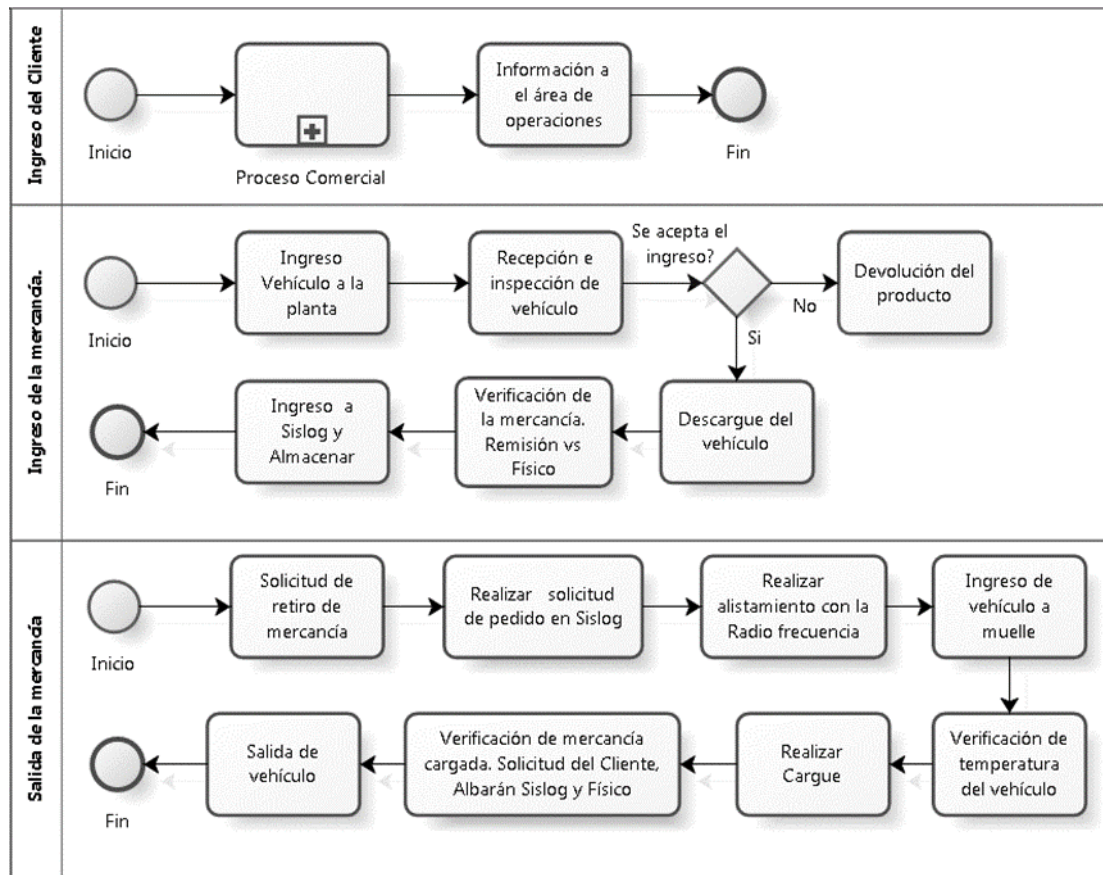 Ingreso del Cliente
Inicio
Proceso Comercial
Información a
el área de
operaciones
Fin
Ingreso de la mercancía.
Inicio
Ingreso
Vehículo a la
planta
Recepción e
inspección de
vehículo
Se acepta el
ingreso?
No
Devolución del
producto
Si
Descargue del
vehículo
Verificación de
la mercancía.
Remisión vs
Físico
Ingreso a
Sislog y
Almacenar
Fin
Salida de la mercancía
Inicio
Solicitud de
retiro de
mercancía
Realizar solicitud
de pedido en Sislog
Realizar
alistamiento con la
Radio frecuencia
Ingreso de
vehículo a
muelle
Verificación de
temperatura
del vehículo
Realizar
Cargue
Verificación de mercancía
cargada. Solicitud del Cliente,
Albarán Sislog y Físico
Salida de
vehículo
Fin